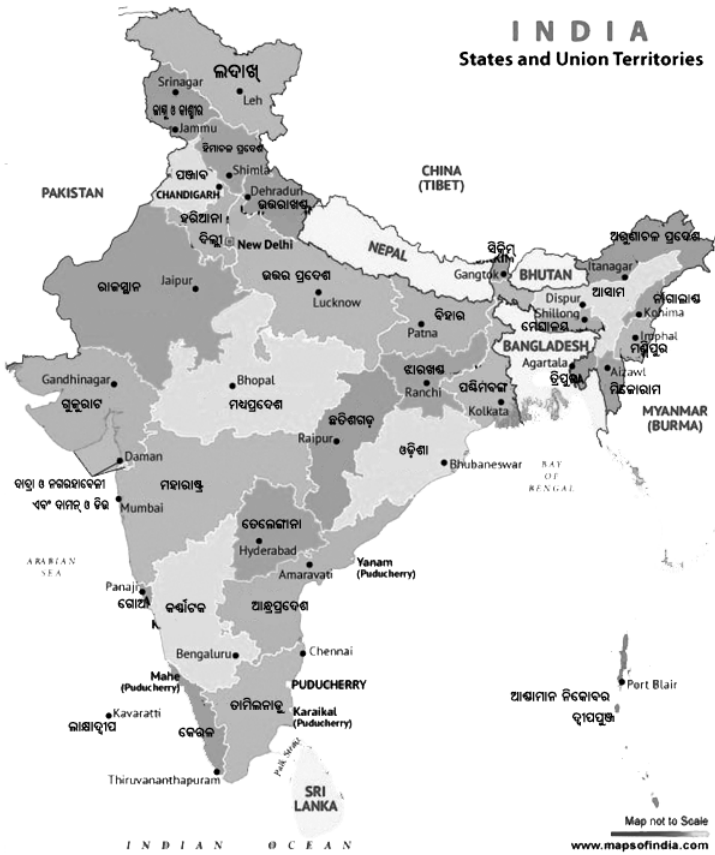 INDIA
States and Union Territories
ଲଦାଖ୍
Srinagar
Leh
ଜାମ୍ମୁ ଓ କାଶ୍ମୀର
Jammu
ହିମାଚଳ ପ୍ରଦେଶ
CHINA
(TIBET)
ପଞ୍ଜାବ
Shimla
PAKISTAN
CHANDIGARH
Dehradun
ଉତ୍ତରାଖଣ୍ଡ
ହରିଆନା
ଦିଲ୍ଲୀ
New Delhi
NEPAL
ସିକ୍କିମ୍
ଅରୁଣାଚଳ ପ୍ରଦେଶ
Gangtok
BHUTAN
Itanagar
ରାଜସ୍ଥାନ
Jaipur
ଉତ୍ତର ପ୍ରଦେଶ
Lucknow
Dispur
ଆସାମ
ନାଗାଲାଣ୍ଡ
Shillong
Kohima
ବିହାର
Patna
ମେଘାଳୟ
Imphal
BANGLADESH
ମଣିପୁର
Gandhinagar
Bhopal
ଝାରଖଣ୍ଡ
Ranchi
Agartala
ତ୍ରିପୁରା
Aizawl
ମିଜୋରାମ
ଗୁଜୁରାଟ
ମଧ୍ୟପ୍ରଦେଶ
ପଶ୍ଚିମବଙ୍ଗ
Kolkata
MYANMAR
(BURMA)
ଛତିଶଗଡ଼
Raipur
ଓଡ଼ିଶା
Bhubaneswar
BAY
OF
BENGAL
Daman
ଦାଦ୍ରା ଓ ନଗରହାବେଳୀ
ଏବଂ ଦାମନ୍ ଓ ଡିଉ
Mumbai
ମହାରାଷ୍ଟ୍ର
ତେଲେଙ୍ଗାନା
Hyderabad
ARABIAN
SEA
Amaravati
Yanam
(Puducherry)
Panaji
ଗୋଆ
କର୍ଣ୍ଣାଟକ
ଆନ୍ଧ୍ରପ୍ରଦେଶ
Bengaluru
Chennai
Mahe
(Puducherry)
PUDUCHERRY
Port Blair
ଆଣ୍ଡାମାନ ନିକୋବର
ଦ୍ୱୀପପୁଞ୍ଜ
Kavaratti
ଲାକ୍ଷାଦ୍ୱୀପ
ତାମିଲନାଡୁ
Karaikal
(Puducherry)
କେରଳ
Palk Strait
Thiruvananthapuram
SRI
LANKA
INDIAN OCEAN
Map not to Scale
www.mapsofindia.com